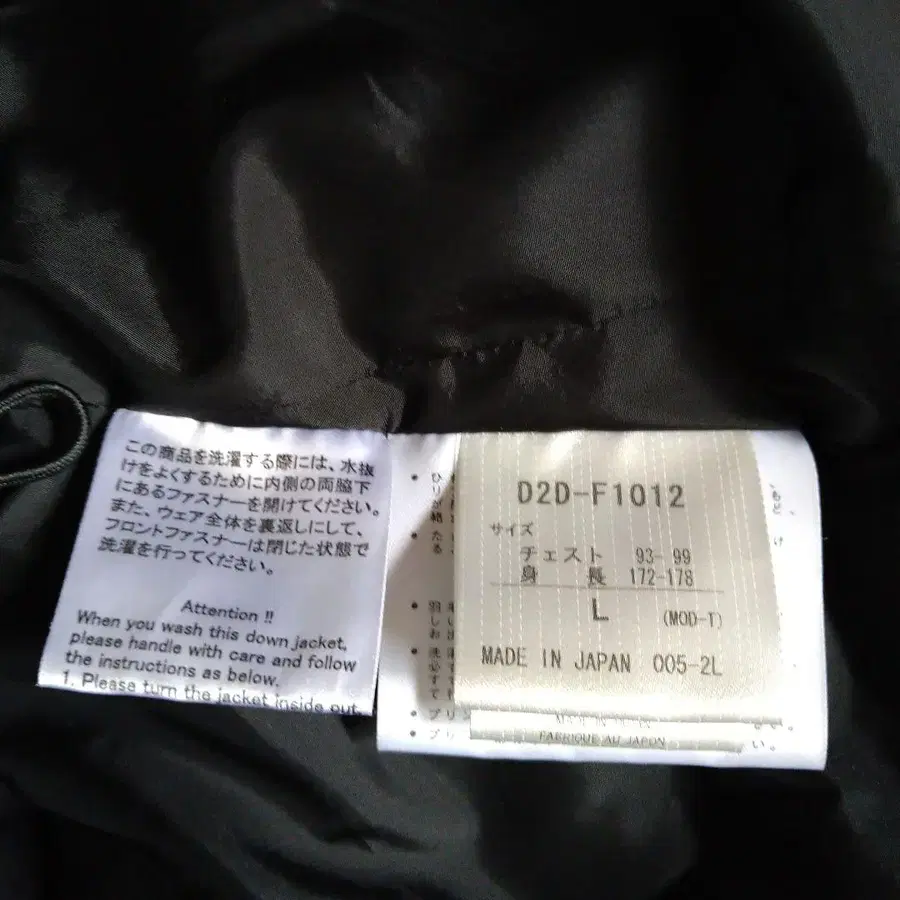 この商品を洗濯する際には、水抜
けをよくするために内側の両脇下
にあるファスナーを開けてください。
また、ウェア全体を裏返しにして、
フロントファスナーは閉じた状態で
洗濯を行ってください。
Attention !!
When you wash this down jacket,
please handle with care and follow
the instructions as below.
1. Please turn the jacket inside out,
D2D-F1012
サイズ
チェスト 93-99
身 長 172-178
L (MOD-T)
MADE IN JAPAN 005-2L
FABRIQUE AU JAPON